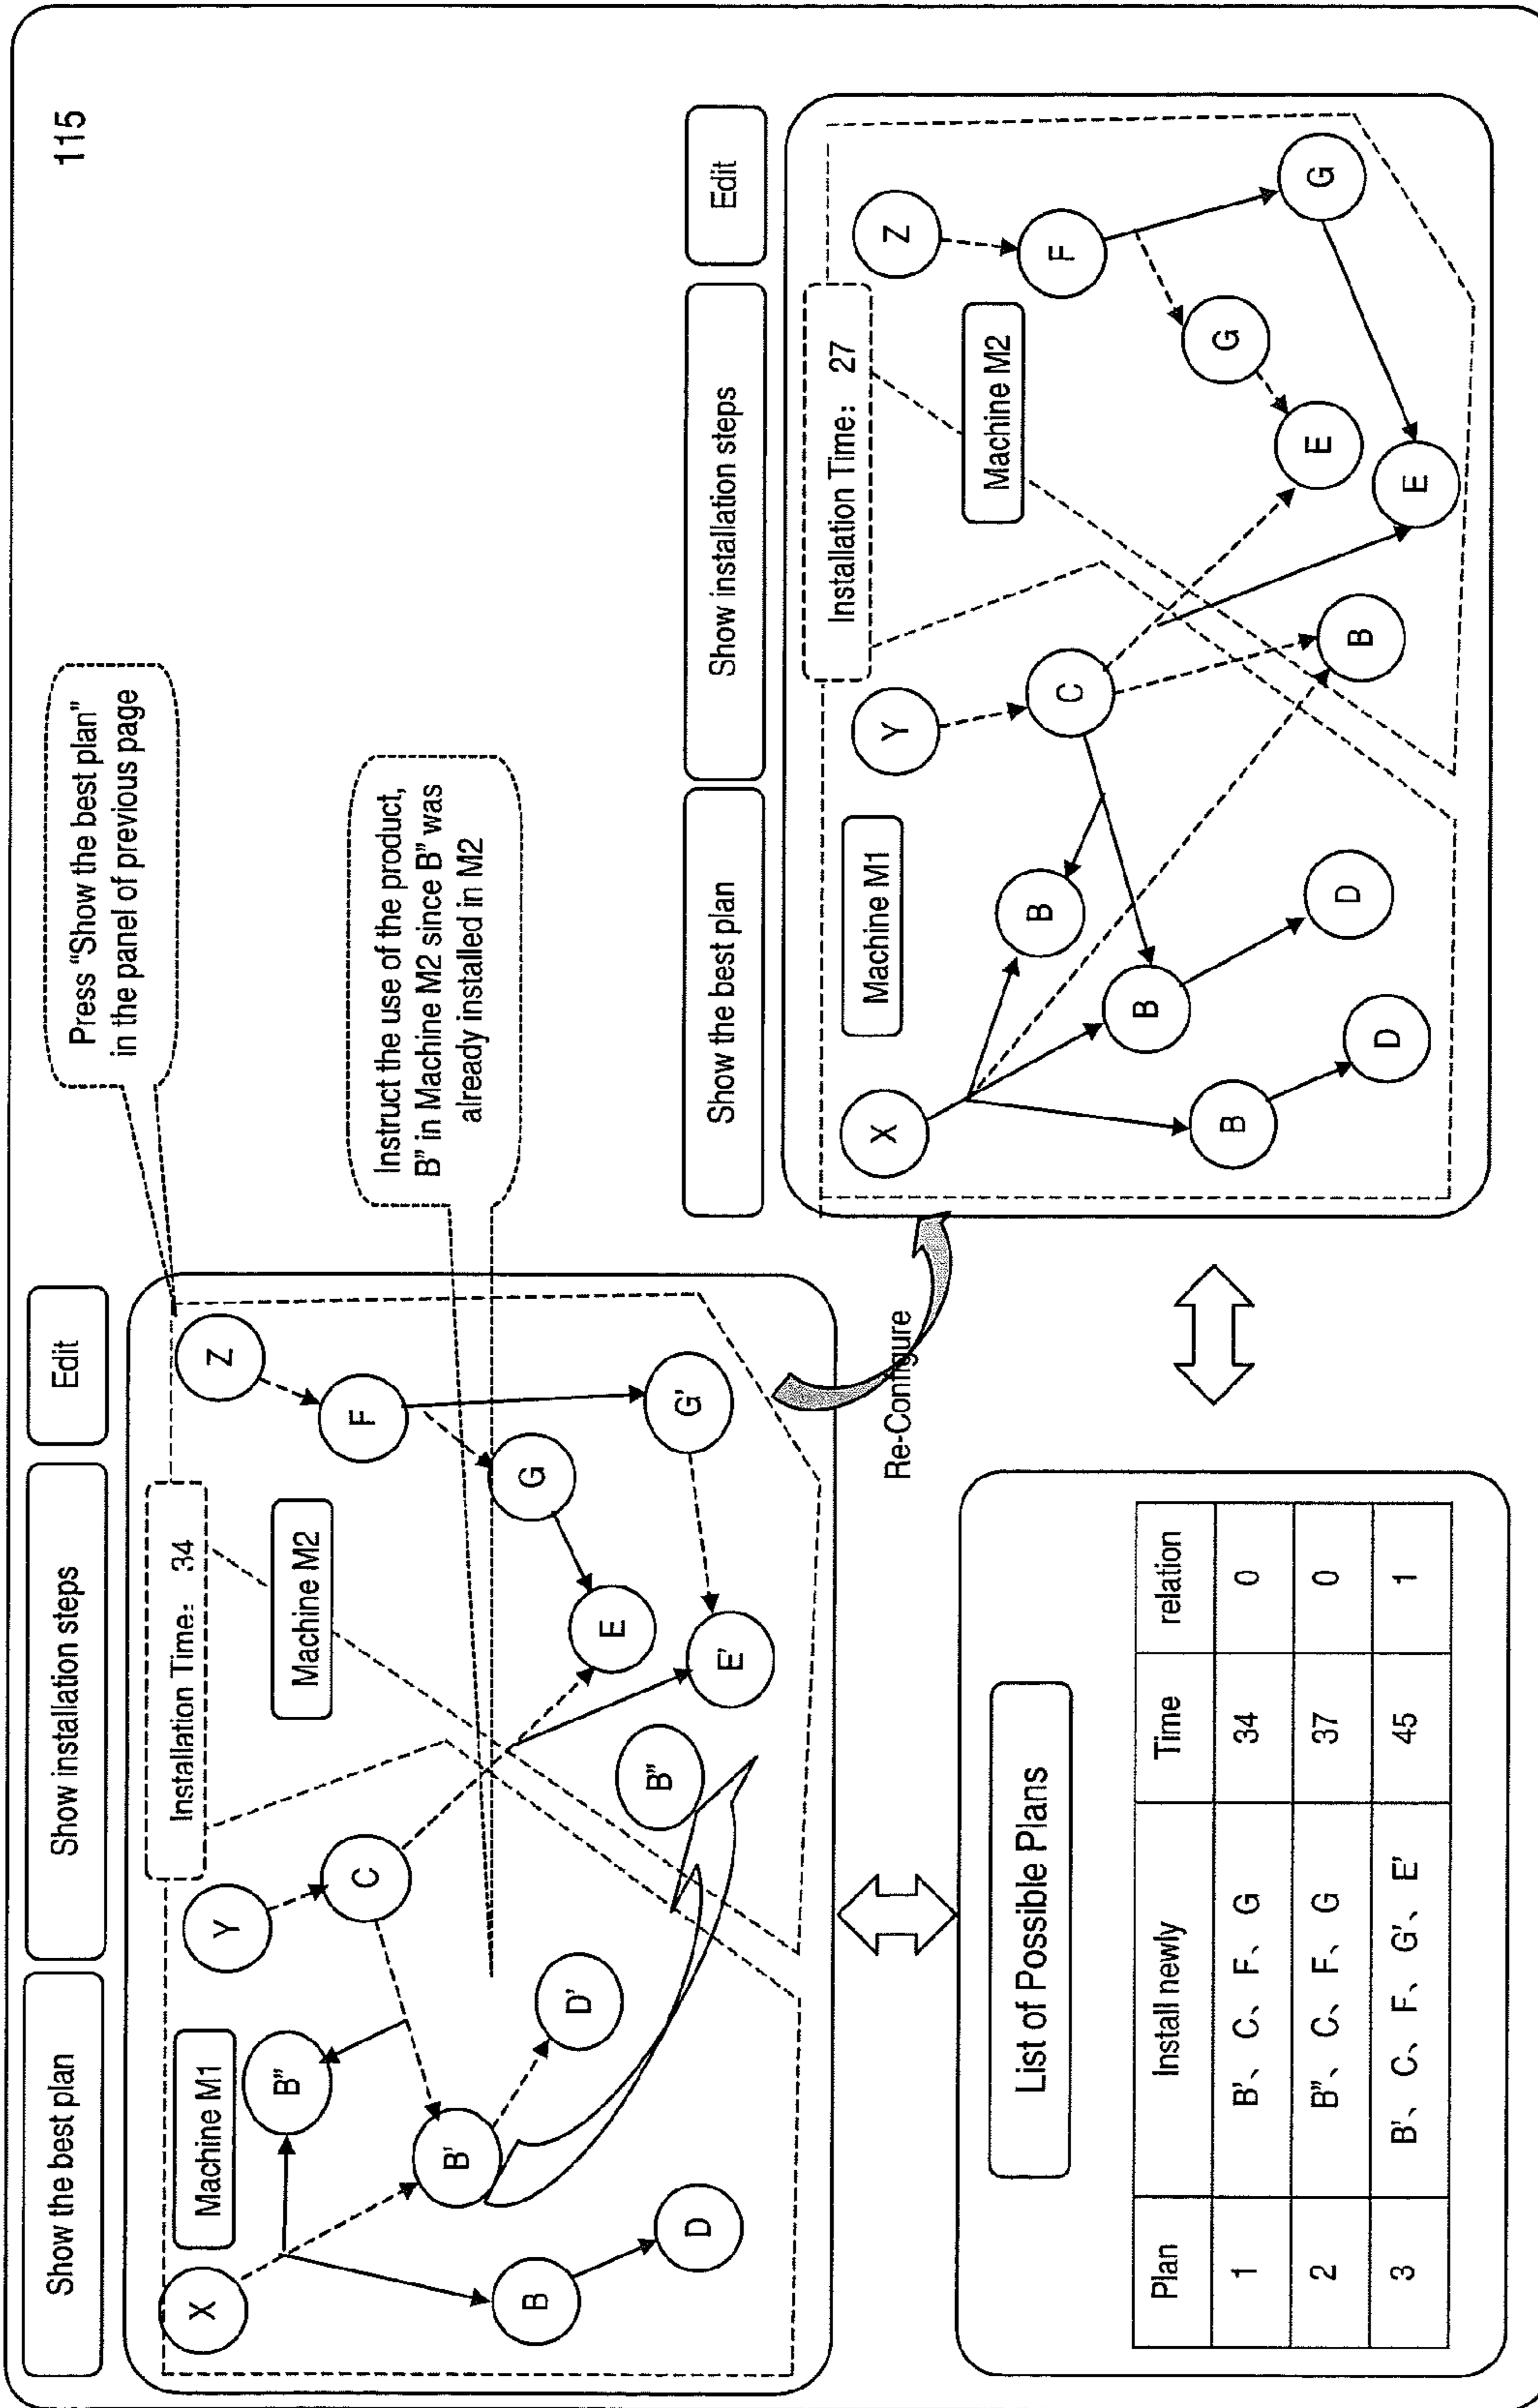 115
Show the best plan
Show installation steps
Edit
Installation Time: 34
Machine M1
Machine M2
X
Y
Z
B"
C
F
B'
G
B
D'
E
B"
G'
D
E'
Press "Show the best plan"
in the panel of previous page
Instruct the use of the product,
B" in Machine M2 since B" was
already installed in M2
Re-Configure
Show the best plan
Show installation steps
Edit
Installation Time: 27
Machine M1
Machine M2
X
Y
Z
B
C
F
B
G
B
D
B
E
G
D
E
List of Possible Plans
Plan Install newly Time relation
1 B'、C、F、G 34 0
2 B"、C、F、G 37 0
3 B'、C、F、G'、E' 45 1